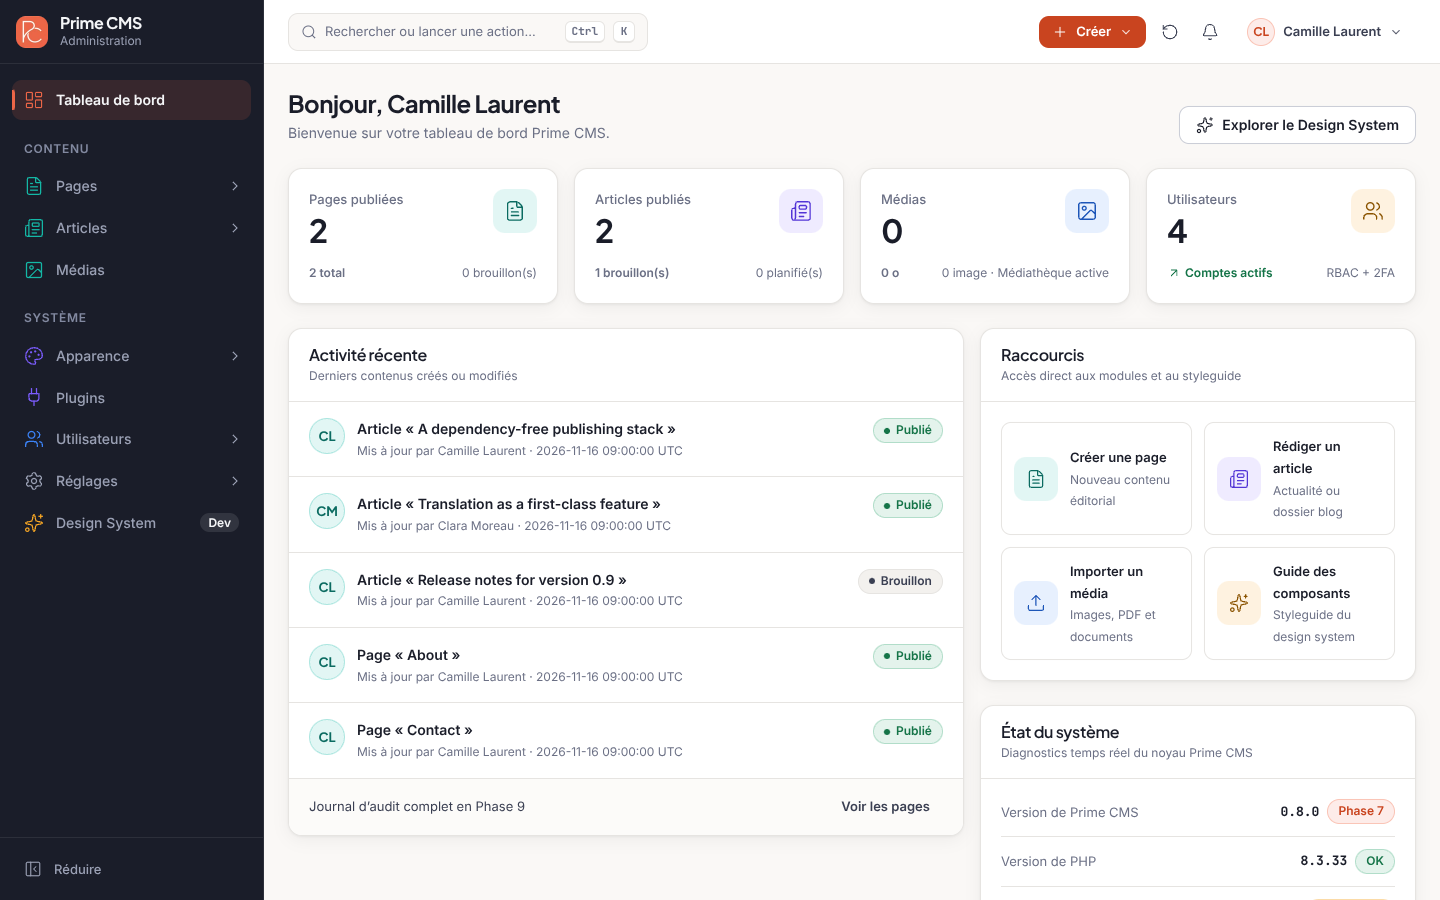 Prime CMS
Administration
Rechercher ou lancer une action...
Ctrl K
Créer
CL Camille Laurent
Tableau de bord
CONTENU
Pages
Articles
Médias
SYSTÈME
Apparence
Plugins
Utilisateurs
Réglages
Design System Dev
Réduire
Bonjour, Camille Laurent
Bienvenue sur votre tableau de bord Prime CMS.
Explorer le Design System
Pages publiées
2
2 total 0 brouillon(s)
Articles publiés
2
1 brouillon(s) 0 planifié(s)
Médias
0
0 o 0 image · Médiathèque active
Utilisateurs
4
Comptes actifs RBAC + 2FA
Activité récente
Derniers contenus créés ou modifiés
CL Article « A dependency-free publishing stack » Publié
Mis à jour par Camille Laurent · 2026-11-16 09:00:00 UTC
CM Article « Translation as a first-class feature » Publié
Mis à jour par Clara Moreau · 2026-11-16 09:00:00 UTC
CL Article « Release notes for version 0.9 » Brouillon
Mis à jour par Camille Laurent · 2026-11-16 09:00:00 UTC
CL Page « About » Publié
Mis à jour par Camille Laurent · 2026-11-16 09:00:00 UTC
CL Page « Contact » Publié
Mis à jour par Camille Laurent · 2026-11-16 09:00:00 UTC
Journal d'audit complet en Phase 9 Voir les pages
Raccourcis
Accès direct aux modules et au styleguide
Créer une page
Nouveau contenu
éditorial
Rédiger un
article
Actualité ou
dossier blog
Importer un
média
Images, PDF et
documents
Guide des
composants
Styleguide du
design system
État du système
Diagnostics temps réel du noyau Prime CMS
Version de Prime CMS 0.8.0 Phase 7
Version de PHP 8.3.33 OK